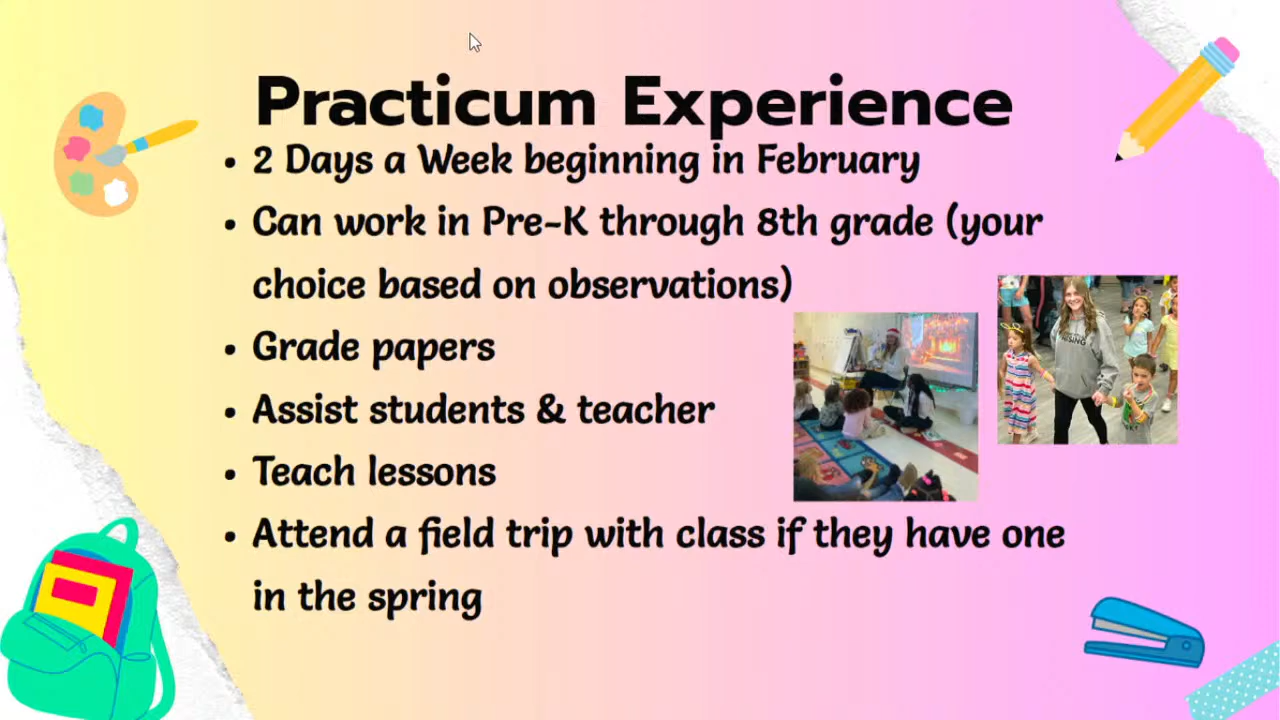 Practicum Experience
• 2 Days a Week beginning in February
• Can work in Pre-K through 8th grade (your
choice based on observations)
• Grade papers
• Assist students & teacher
• Teach lessons
• Attend a field trip with class if they have one
in the spring